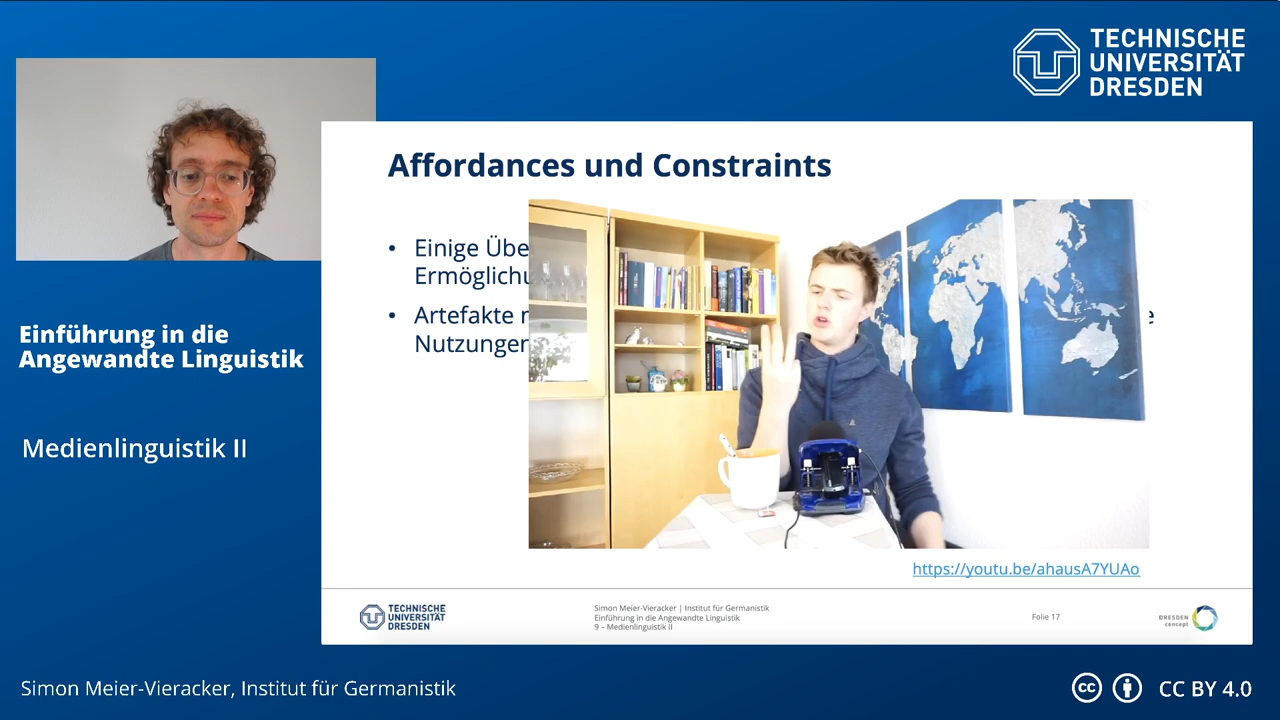 TECHNISCHE
UNIVERSITÄT
DRESDEN
Affordances und Constraints
• Einige Übe
Ermöglichu
• Artefakte
e
Nutzungen
https://youtu.be/ahausA7YUAo
Einführung in die
Angewandte Linguistik
Medienlinguistik II
TECHNISCHE
UNIVERSITÄT
DRESDEN
Simon Meier-Vieracker | Institut für Germanistik
Einführung in die Angewandte Linguistik
9 – Medienlinguistik II
Folie 17
DRESDEN
concept
Simon Meier-Vieracker, Institut für Germanistik
cc
CC BY 4.0